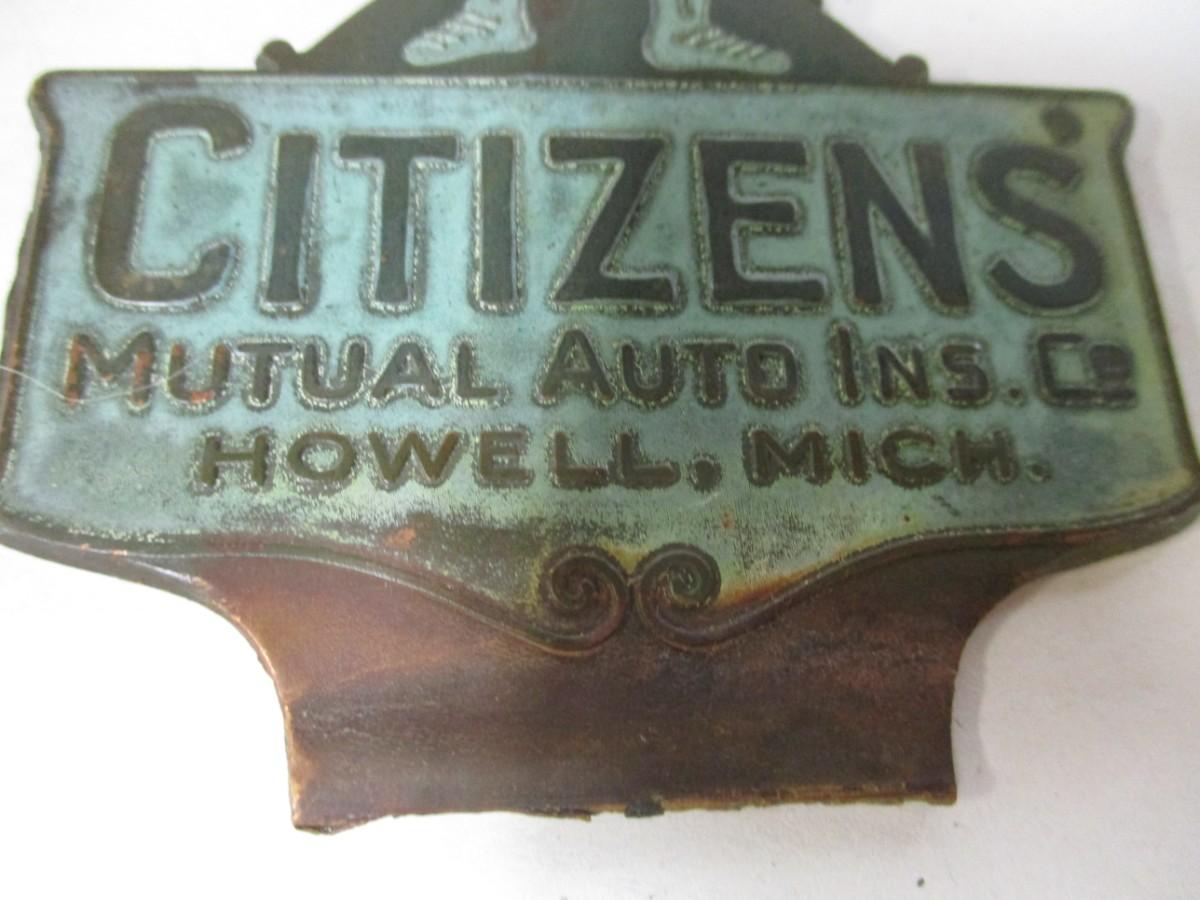 CITIZENS'
MUTUAL AUTO INS. CO
HOWELL, MICH.